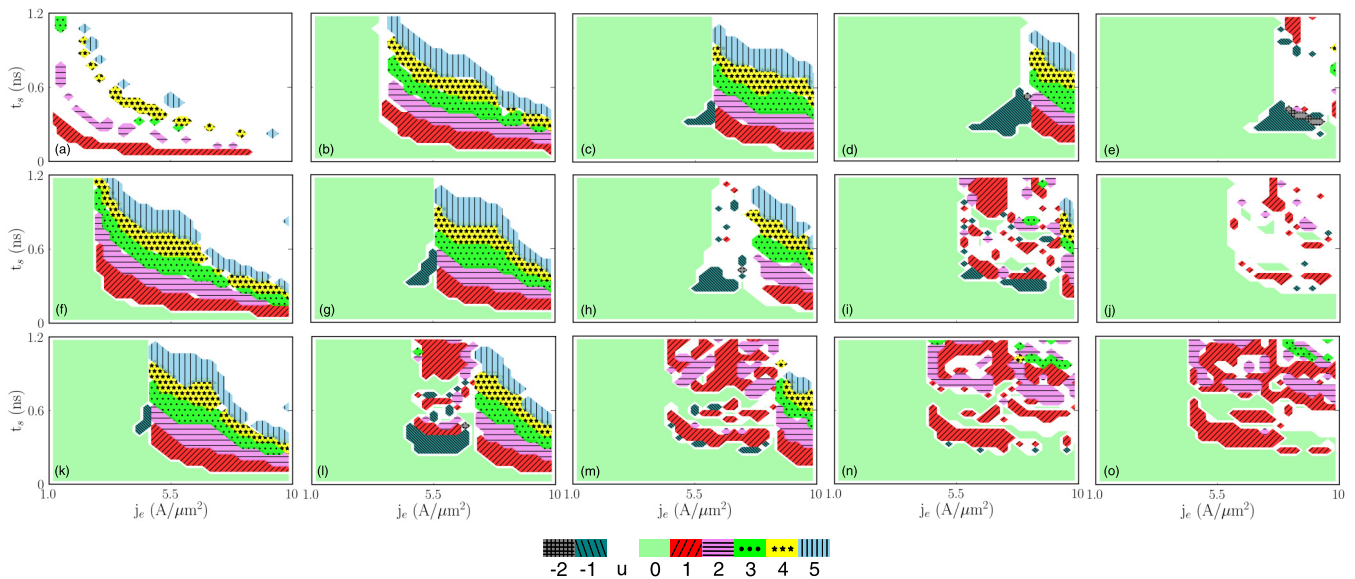 1.2
t_s (ns)
0.6
0
(a) (b) (c) (d) (e)
1.2
t_s (ns)
0.6
0
(f) (g) (h) (i) (j)
1.2
t_s (ns)
0.6
0
(k) (l) (m) (n) (o)
1.0 5.5 10 1.0 5.5 10 1.0 5.5 10 1.0 5.5 10 1.0 5.5 10
j_e (A/μm²) j_e (A/μm²) j_e (A/μm²) j_e (A/μm²) j_e (A/μm²)
-2 -1 u 0 1 2 3 4 5